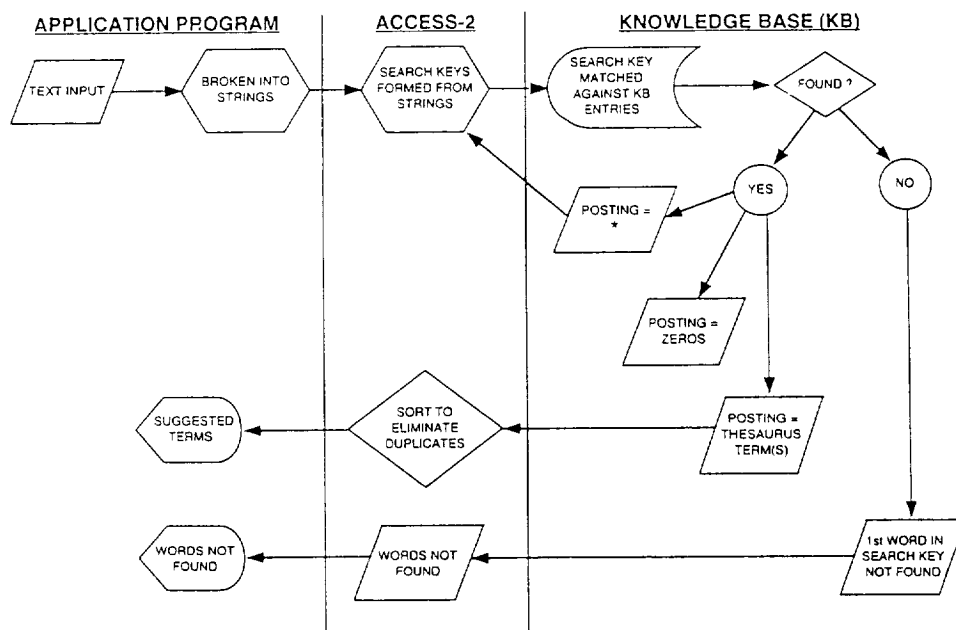 APPLICATION PROGRAM
ACCESS-2
KNOWLEDGE BASE (KB)
TEXT INPUT
BROKEN INTO
STRINGS
SEARCH KEYS
FORMED FROM
STRINGS
SEARCH KEY
MATCHED
AGAINST KB
ENTRIES
FOUND ?
YES
NO
POSTING =
*
POSTING =
ZEROS
POSTING =
THESAURUS
TERM(S)
SORT TO
ELIMINATE
DUPLICATES
SUGGESTED
TERMS
1st WORD IN
SEARCH KEY
NOT FOUND
WORDS NOT
FOUND
WORDS NOT
FOUND